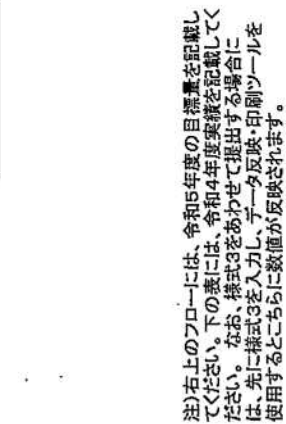 注)右上のフローには、令和5年度の目標量を記載し
てください。下の表には、令和4年度実績を記載してく
ださい。 なお、様式3をあわせて提出する場合に
は、先に様式3を入力し、データ反映・印刷ツールを
使用するとこちらに数値が反映されます。